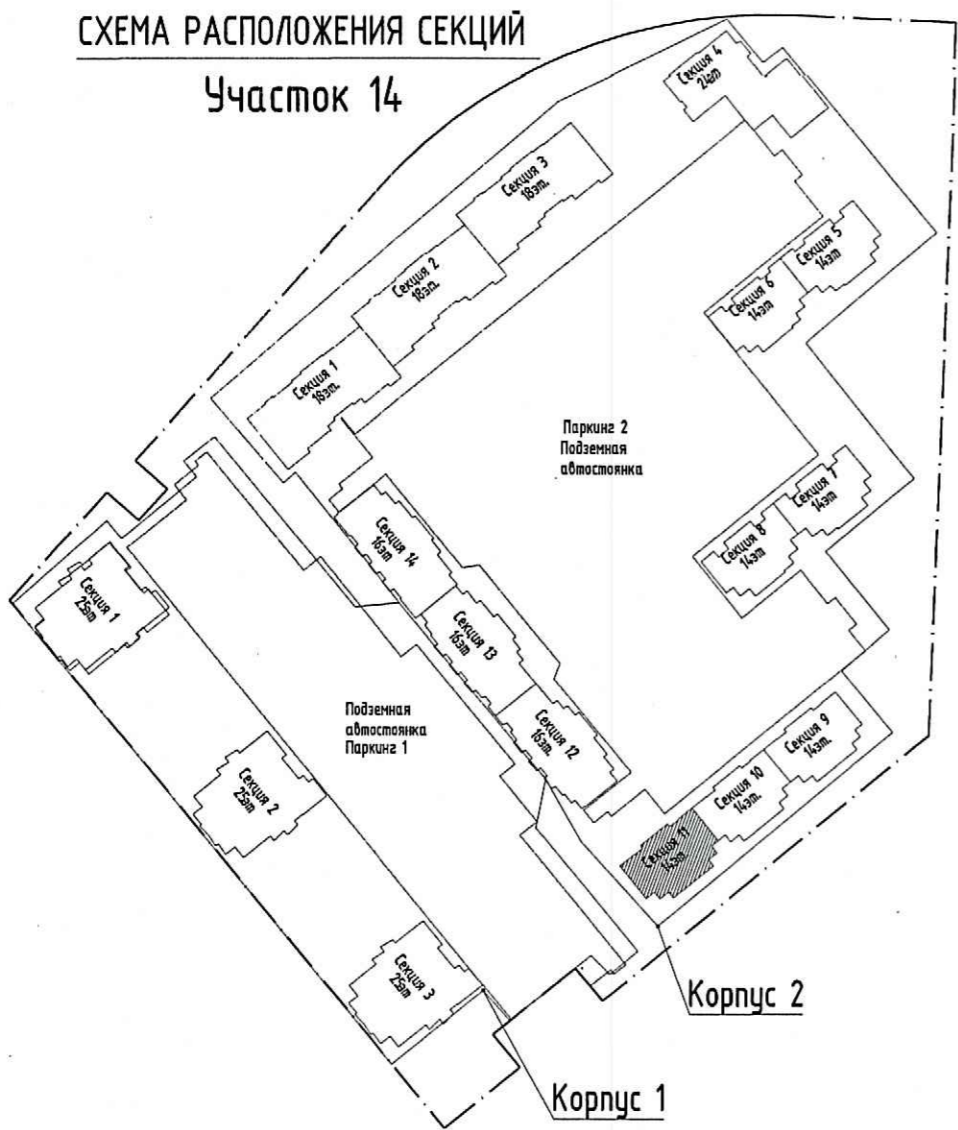 СХЕМА РАСПОЛОЖЕНИЯ СЕКЦИЙ
Участок 14
Секция 4
24эт
Секция 3
18эт.
Секция 2
18эт.
Секция 1
18эт.
Секция 5
14эт
Секция 6
14эт
Паркинг 2
Подземная
автостоянка
Секция 7
14эт
Секция 8
14эт
Секция 14
16эт
Секция 13
16эт
Секция 12
16эт.
Секция 1
25эт
Подземная
автостоянка
Паркинг 1
Секция 2
25эт
Секция 9
14эт.
Секция 10
14эт.
Секция 11
14эт
Секция 3
25эт
Корпус 2
Корпус 1